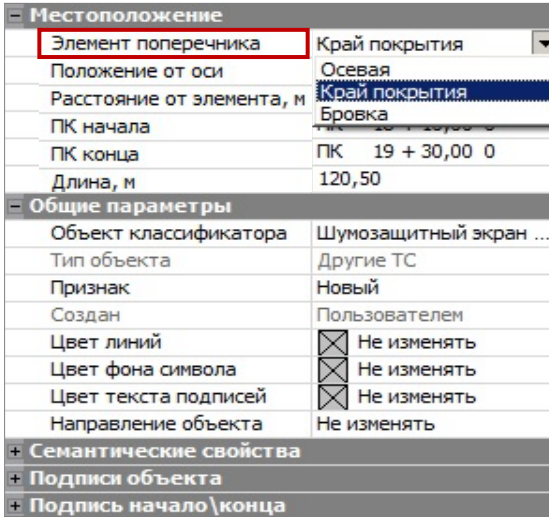 Местоположение
Элемент поперечника Край покрытия
Положение от оси Осевая
Расстояние от элемента, м Край покрытия
Бровка
ПК начала
ПК конца ПК 19 + 30,00 0
Длина, м 120,50
Общие параметры
Объект классификатора Шумозащитный экран ...
Тип объекта Другие ТС
Признак Новый
Создан Пользователем
Цвет линий Не изменять
Цвет фона символа Не изменять
Цвет текста подписей Не изменять
Направление объекта Не изменять
Семантические свойства
Подписи объекта
Подпись начало\конца